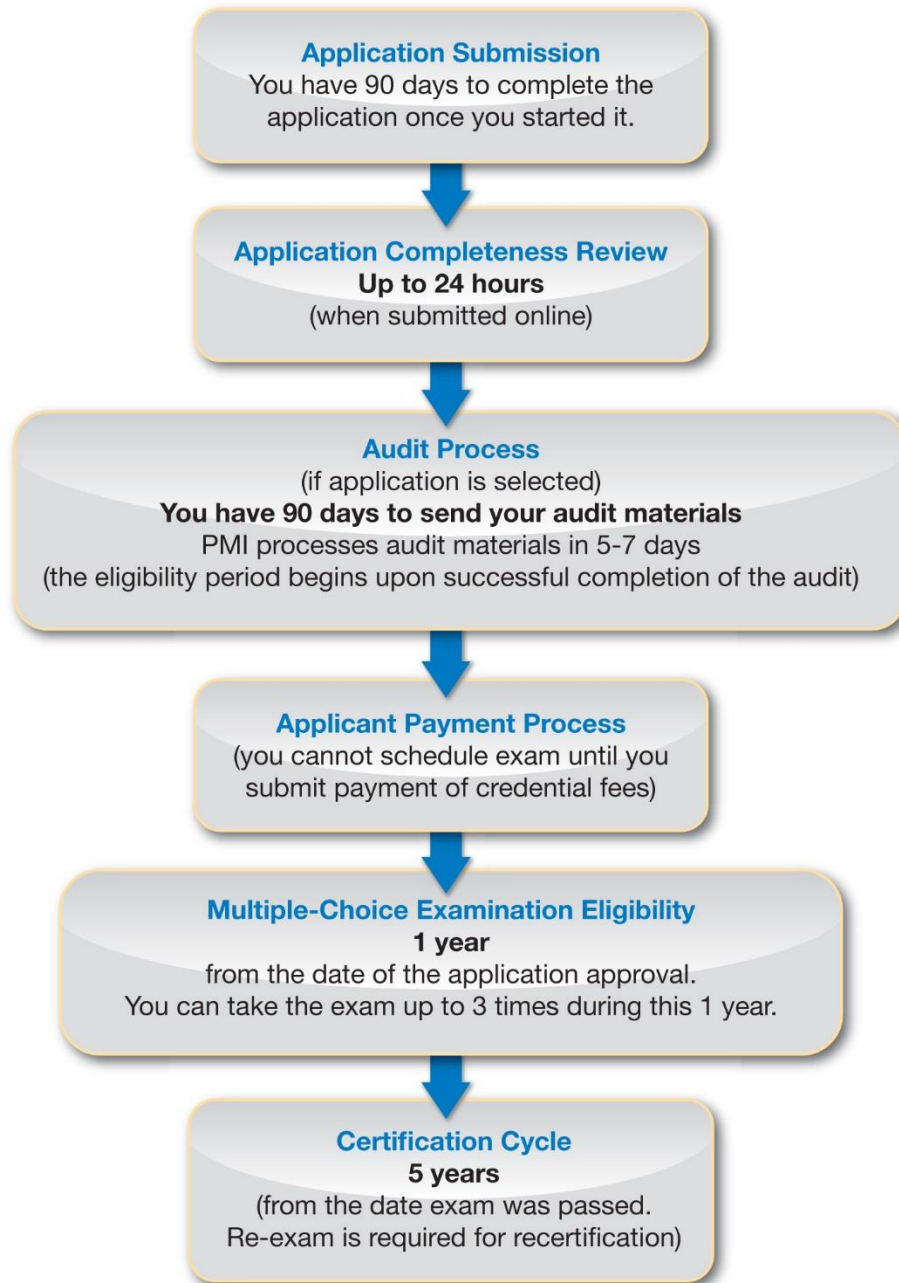 Application Submission
You have 90 days to complete the
application once you started it.
Application Completeness Review
Up to 24 hours
(when submitted online)
Audit Process
(if application is selected)
You have 90 days to send your audit materials
PMI processes audit materials in 5-7 days
(the eligibility period begins upon successful completion of the audit)
Applicant Payment Process
(you cannot schedule exam until you
submit payment of credential fees)
Multiple-Choice Examination Eligibility
1 year
from the date of the application approval.
You can take the exam up to 3 times during this 1 year.
Certification Cycle
5 years
(from the date exam was passed.
Re-exam is required for recertification)